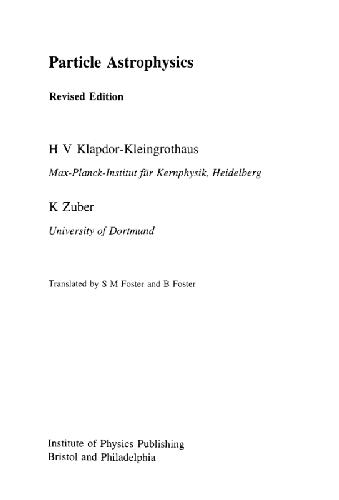 Particle Astrophysics
Revised Edition
H V Klapdor-Kleingrothaus
Max-Planck-Institut für Kernphysik, Heidelberg
K Zuber
University of Dortmund
Translated by S M Foster and B Foster
Institute of Physics Publishing
Bristol and Philadelphia